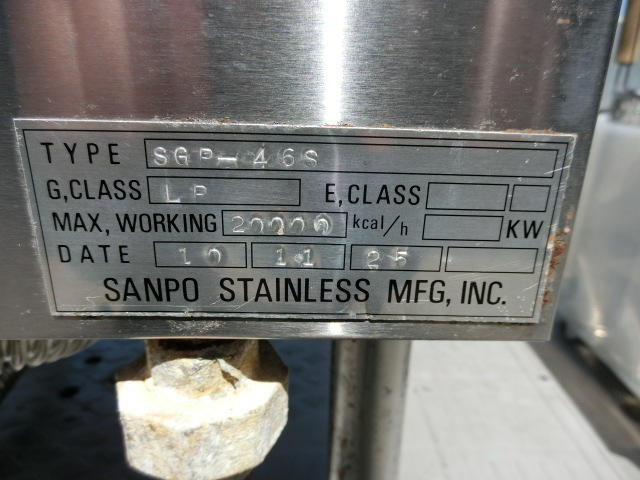 TYPE SGP-46S
G,CLASS LP E,CLASS
MAX, WORKING 20000 kcal/h KW
DATE 10 11 25
SANPO STAINLESS MFG, INC.